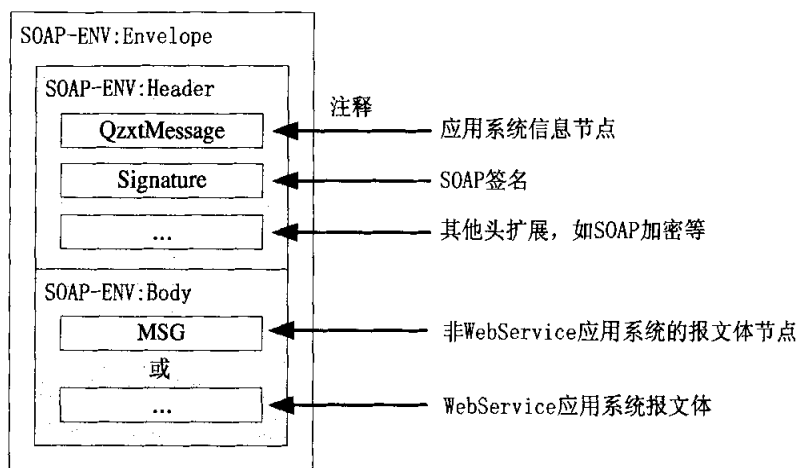 SOAP-ENV:Envelope
SOAP-ENV:Header
注释
QzxtMessage
应用系统信息节点
Signature
SOAP签名
...
其他头扩展，如SOAP加密等
SOAP-ENV:Body
MSG
非WebService应用系统的报文体节点
或
...
WebService应用系统报文体